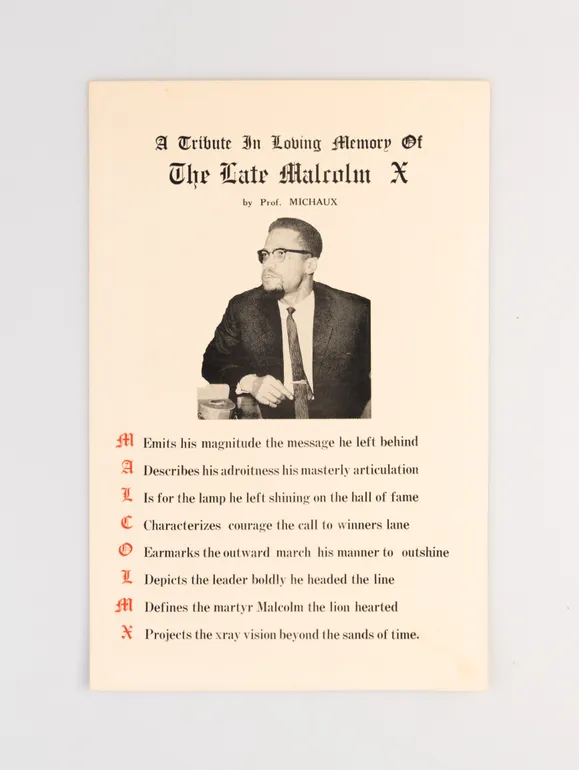 A Tribute In Loving Memory Of
The Late Malcolm X
by Prof. MICHAUX
M Emits his magnitude the message he left behind
A Describes his adroitness his masterly articulation
L Is for the lamp he left shining on the hall of fame
C Characterizes courage the call to winners lane
O Earmarks the outward march his manner to outshine
L Depicts the leader boldly he headed the line
M Defines the martyr Malcolm the lion hearted
X Projects the xray vision beyond the sands of time.